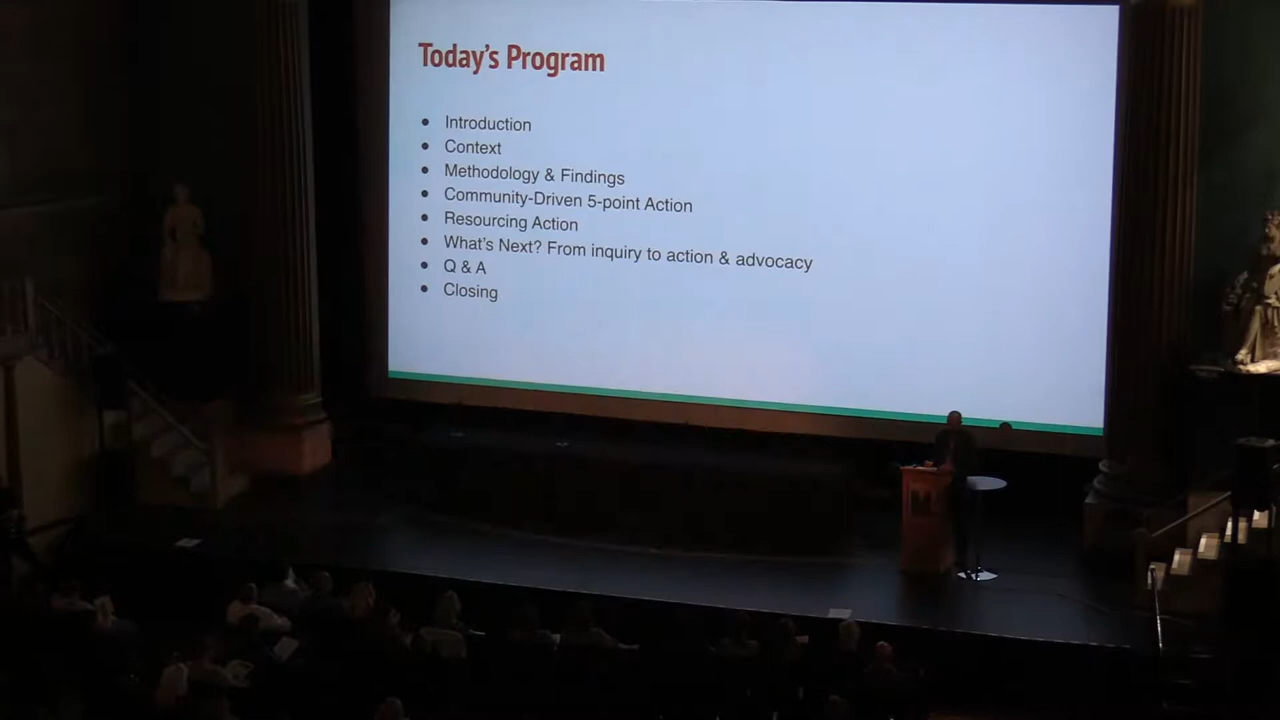 Today's Program
• Introduction
• Context
• Methodology & Findings
• Community-Driven 5-point Action
• Resourcing Action
• What's Next? From inquiry to action & advocacy
• Q & A
• Closing